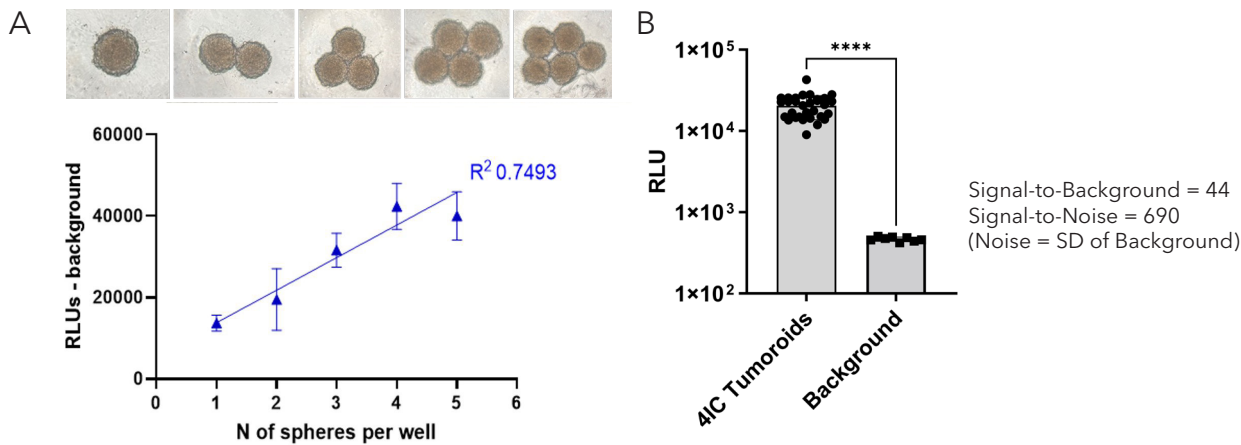 A
60000
40000
20000
0
RLUs - background
R² 0.7493
0 1 2 3 4 5 6
N of spheres per well
B
1×10⁵
1×10⁴
1×10³
1×10²
RLU
****
4IC Tumoroids
Background
Signal-to-Background = 44
Signal-to-Noise = 690
(Noise = SD of Background)